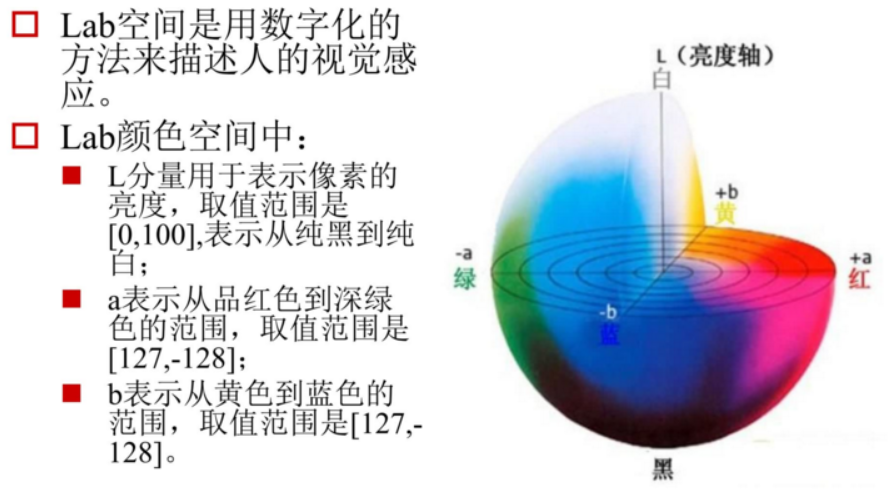 Lab空间是用数字化的
方法来描述人的视觉感
应。
Lab颜色空间中：
L分量用于表示像素的
亮度，取值范围是
[0,100],表示从纯黑到纯
白；
a表示从品红色到深绿
色的范围，取值范围是
[127,-128]；
b表示从黄色到蓝色的
范围，取值范围是[127,-
128]。
L（亮度轴）
白
+b
黄
-a
绿
+a
红
-b
蓝
黑